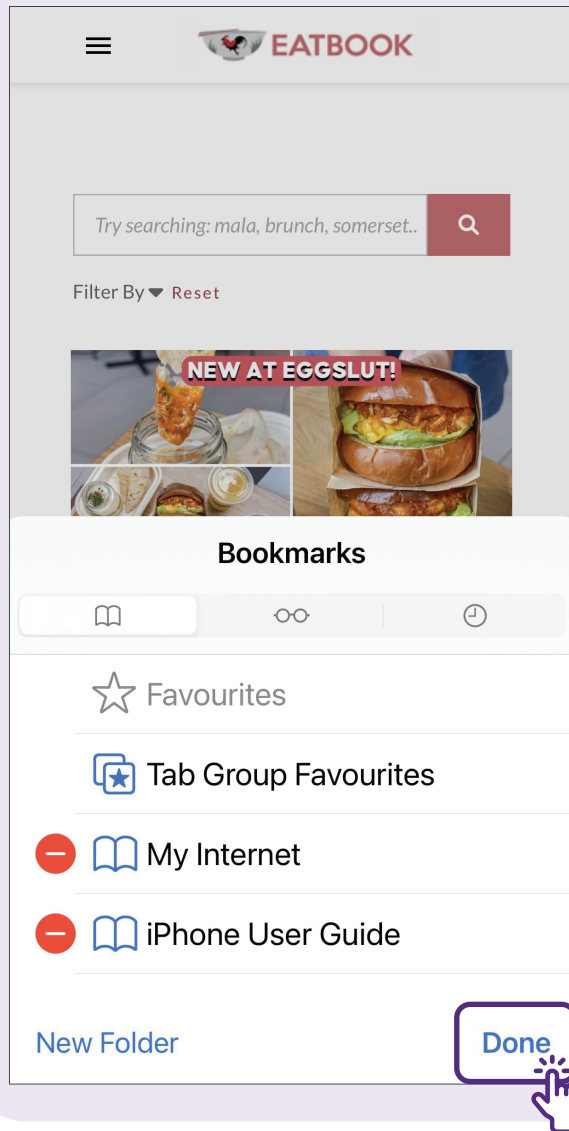 EATBOOK
Try searching: mala, brunch, somerset..
Filter By Reset
NEW AT EGGSLUT!
Bookmarks
Favourites
Tab Group Favourites
My Internet
iPhone User Guide
New Folder
Done